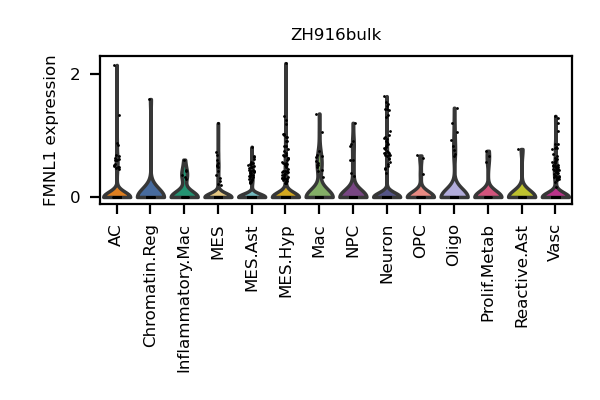 ZH916bulk
FMNL1 expression
2
0
AC
Chromatin.Reg
Inflammatory.Mac
MES
MES.Ast
MES.Hyp
Mac
NPC
Neuron
OPC
Oligo
Prolif.Metab
Reactive.Ast
Vasc